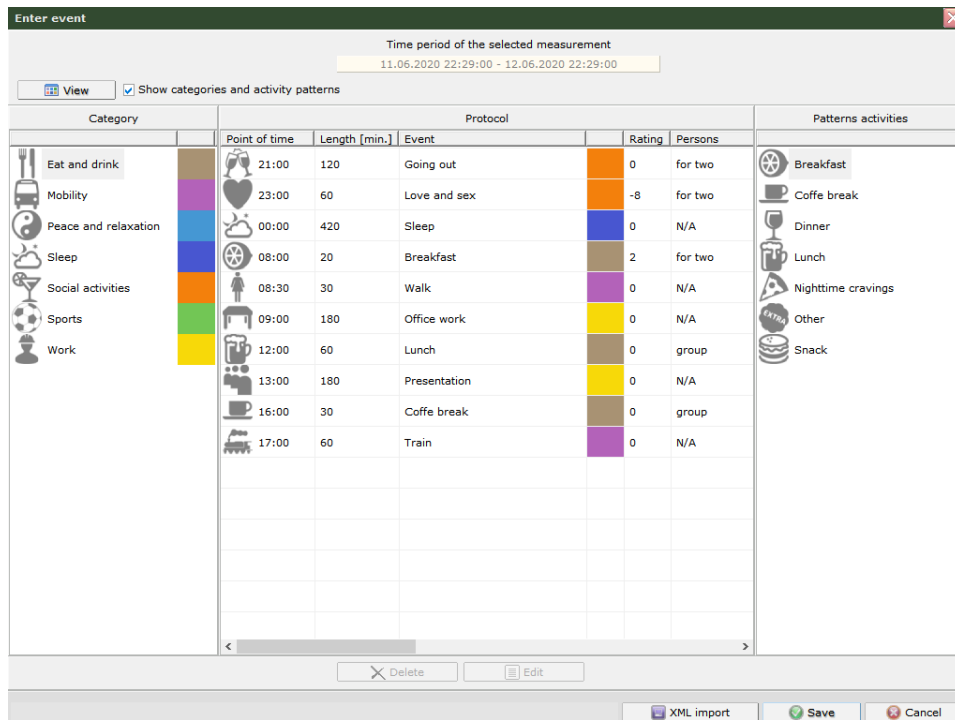 Enter event
Time period of the selected measurement
11.06.2020 22:29:00 - 12.06.2020 22:29:00
View Show categories and activity patterns
Category Protocol Patterns activities
Point of time Length [min.] Event Rating Persons
Eat and drink 21:00 120 Going out 0 for two Breakfast
Mobility 23:00 60 Love and sex -8 for two Coffe break
Peace and relaxation 00:00 420 Sleep 0 N/A Dinner
Sleep 08:00 20 Breakfast 2 for two Lunch
Social activities 08:30 30 Walk 0 N/A Nighttime cravings
Sports 09:00 180 Office work 0 N/A EXTRA Other
Work 12:00 60 Lunch 0 group Snack
13:00 180 Presentation 0 N/A
16:00 30 Coffe break 0 group
17:00 60 Train 0 N/A
Delete Edit
XML import Save Cancel